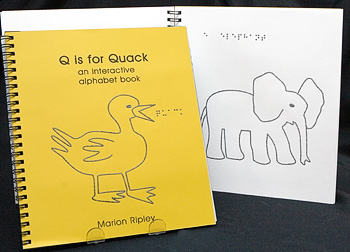 Q is for Quack
an interactive
alphabet book
Marion Ripley